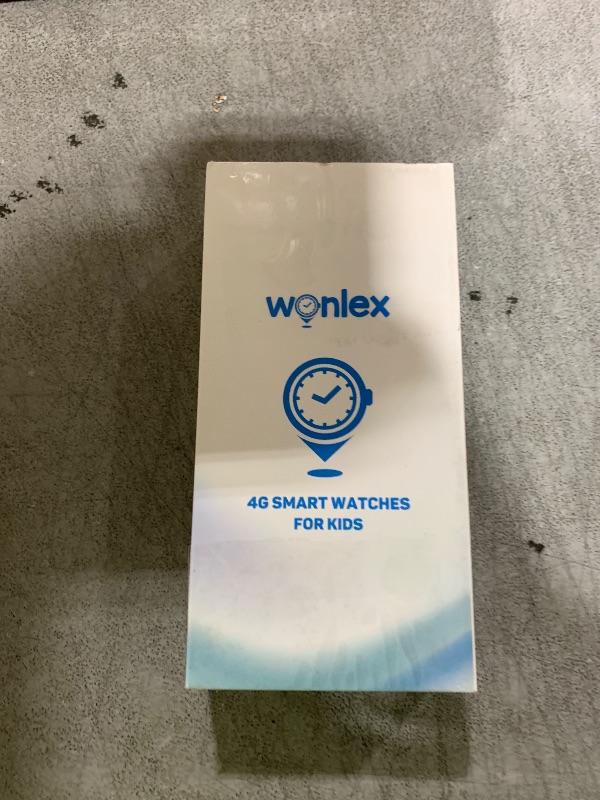 wonlex
4G SMART WATCHES
FOR KIDS